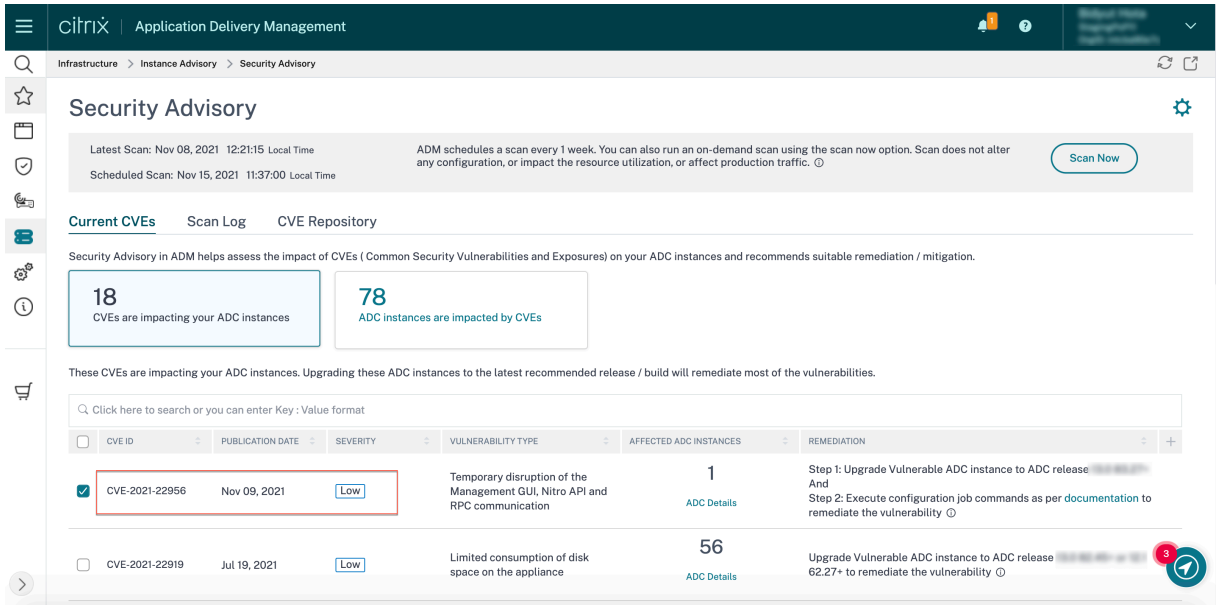 citrix Application Delivery Management
1
Infrastructure > Instance Advisory > Security Advisory
Security Advisory
Latest Scan: Nov 08, 2021 12:21:15 Local Time
Scheduled Scan: Nov 15, 2021 11:37:00 Local Time
ADM schedules a scan every 1 week. You can also run an on-demand scan using the scan now option. Scan does not alter
any configuration, or impact the resource utilization, or affect production traffic.
Scan Now
Current CVEs Scan Log CVE Repository
Security Advisory in ADM helps assess the impact of CVEs ( Common Security Vulnerabilities and Exposures) on your ADC instances and recommends suitable remediation / mitigation.
18
CVEs are impacting your ADC instances
78
ADC instances are impacted by CVEs
These CVEs are impacting your ADC instances. Upgrading these ADC instances to the latest recommended release / build will remediate most of the vulnerabilities.
Click here to search or you can enter Key : Value format
CVE ID PUBLICATION DATE SEVERITY VULNERABILITY TYPE AFFECTED ADC INSTANCES REMEDIATION
CVE-2021-22956 Nov 09, 2021 Low
Temporary disruption of the
Management GUI, Nitro API and
RPC communication
1
ADC Details
Step 1: Upgrade Vulnerable ADC instance to ADC release
And
Step 2: Execute configuration job commands as per documentation to
remediate the vulnerability
CVE-2021-22919 Jul 19, 2021 Low
Limited consumption of disk
space on the appliance
56
ADC Details
Upgrade Vulnerable ADC instance to ADC release
62.27+ to remediate the vulnerability
3